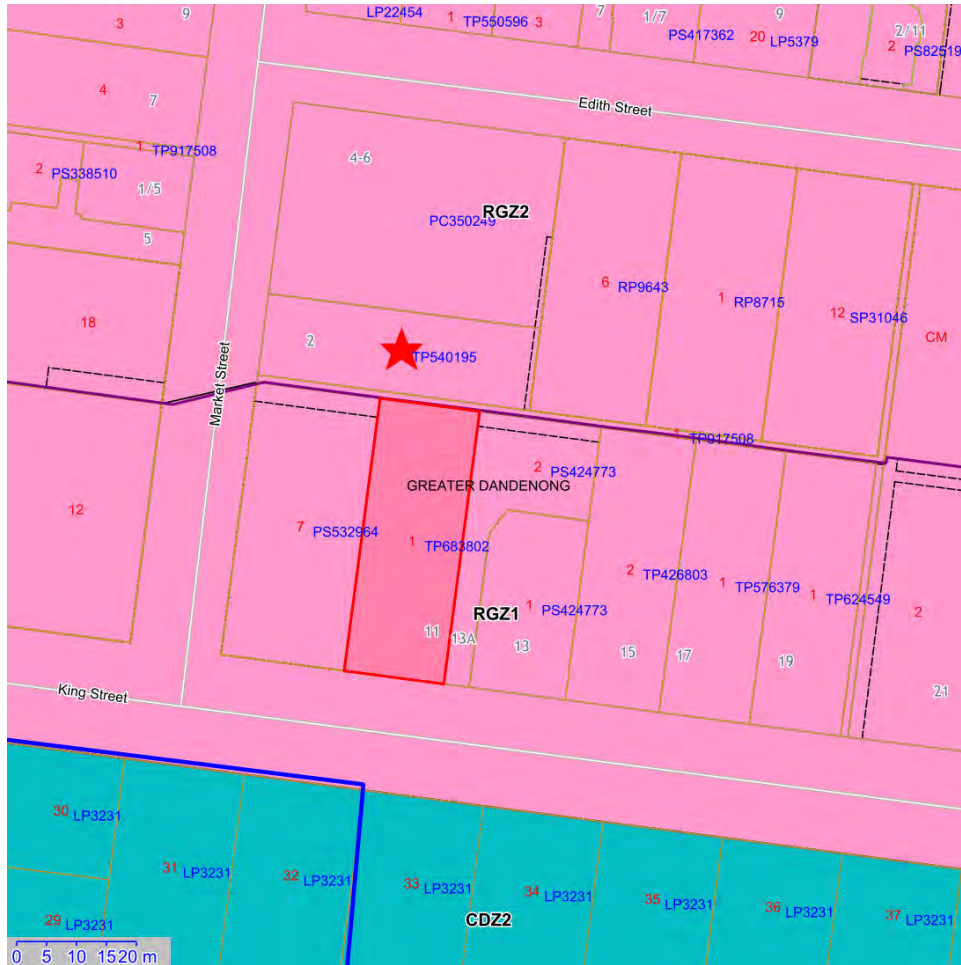 9
3
LP22454
1
TP550596
3
7
1/7
PS417362
9
20
LP5379
2/11
2
PS82519
4
7
Edith Street
1
TP917508
2
PS338510
1/5
5
4-6
RGZ2
PC350249
6
RP9643
1
RP8715
12
SP31046
CM
18
2
TP540195
Market Street
1
TP917508
2
PS424773
GREATER DANDENONG
12
7
PS532964
1
TP683802
2
TP426803
1
TP576379
1
TP624549
2
1
PS424773
RGZ1
11
13A
13
15
17
19
21
King Street
30
LP3231
31
LP3231
32
LP3231
33
LP3231
34
LP3231
35
LP3231
36
LP3231
37
LP3231
29
LP3231
CDZ2
0 5 10 15 20 m